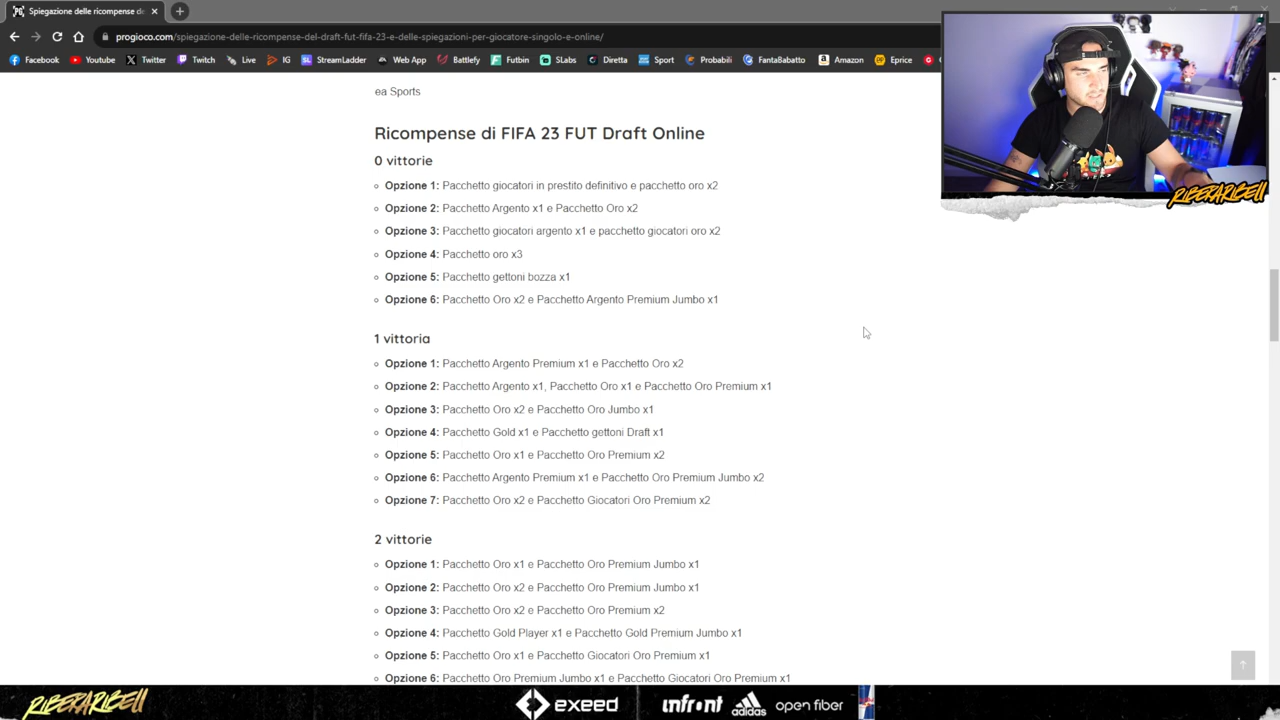 Spiegazione delle ricompense de
progioco.com/spiegazione-delle-ricompense-del-draft-fut-fifa-23-e-delle-spiegazioni-per-giocatore-singolo-e-online/
Facebook Youtube Twitter Twitch Live IG StreamLadder Web App Battlefy Futbin SLabs Diretta Sport Probabili FantaBabatto Amazon Eprice
ea Sports
Ricompense di FIFA 23 FUT Draft Online
0 vittorie
Opzione 1: Pacchetto giocatori in prestito definitivo e pacchetto oro x2
Opzione 2: Pacchetto Argento x1 e Pacchetto Oro x2
Opzione 3: Pacchetto giocatori argento x1 e pacchetto giocatori oro x2
Opzione 4: Pacchetto oro x3
Opzione 5: Pacchetto gettoni bozza x1
Opzione 6: Pacchetto Oro x2 e Pacchetto Argento Premium Jumbo x1
1 vittoria
Opzione 1: Pacchetto Argento Premium x1 e Pacchetto Oro x2
Opzione 2: Pacchetto Argento x1, Pacchetto Oro x1 e Pacchetto Oro Premium x1
Opzione 3: Pacchetto Oro x2 e Pacchetto Oro Jumbo x1
Opzione 4: Pacchetto Gold x1 e Pacchetto gettoni Draft x1
Opzione 5: Pacchetto Oro x1 e Pacchetto Oro Premium x2
Opzione 6: Pacchetto Argento Premium x1 e Pacchetto Oro Premium Jumbo x2
Opzione 7: Pacchetto Oro x2 e Pacchetto Giocatori Oro Premium x2
2 vittorie
Opzione 1: Pacchetto Oro x1 e Pacchetto Oro Premium Jumbo x1
Opzione 2: Pacchetto Oro x2 e Pacchetto Oro Premium Jumbo x1
Opzione 3: Pacchetto Oro x2 e Pacchetto Oro Premium x2
Opzione 4: Pacchetto Gold Player x1 e Pacchetto Gold Premium Jumbo x1
Opzione 5: Pacchetto Oro x1 e Pacchetto Giocatori Oro Premium x1
Opzione 6: Pacchetto Oro Premium Jumbo x1 e Pacchetto Giocatori Oro Premium x1
RIBERARIBELL
RIBERARIBELL
exeed infront adidas open fiber